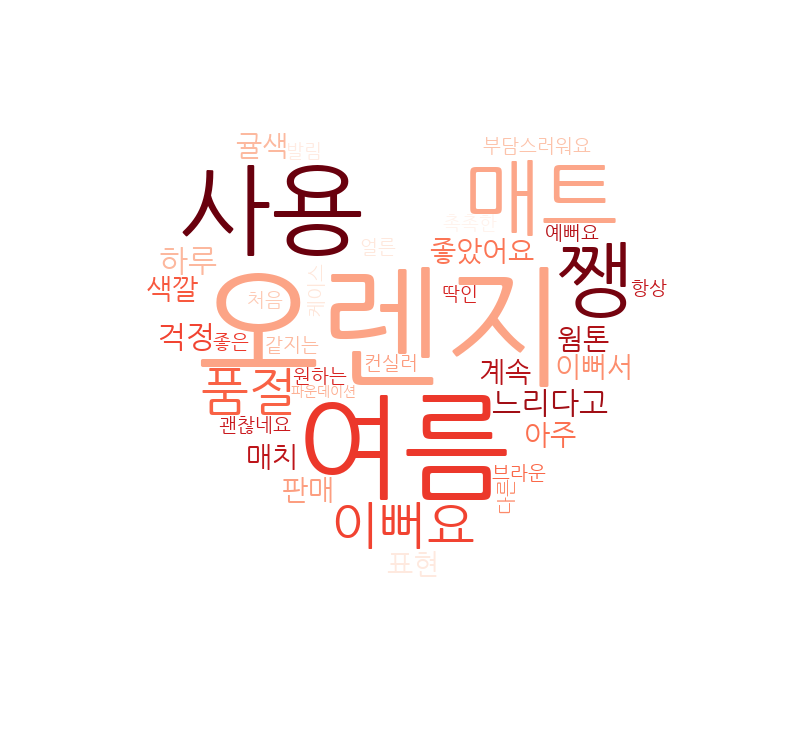 귤색
발림
부담스러워요
사용
매트
촉촉한
예뻐요
얼른
좋았어요
쨍
하루
색깔
케이스
항상
처음
딱인
오렌지
걱정
좋은
같지는
웜톤
컨실러
이뻐서
원하는
계속
파운데이션
품절
느리다고
괜찮네요
여름
아주
매치
브라운
판매
다른
이뻐요
표현